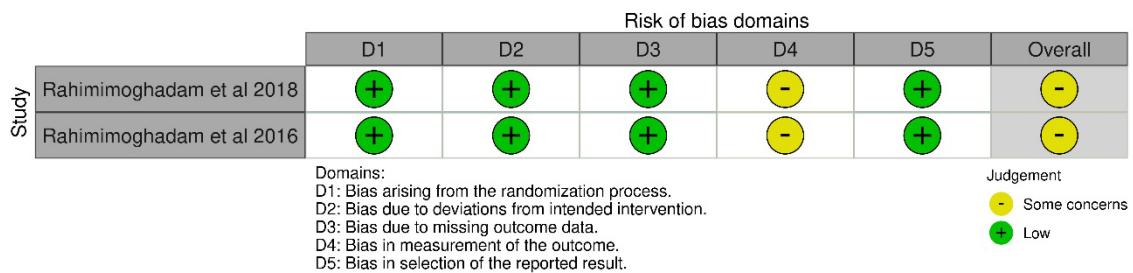 Risk of bias domains
D1 D2 D3 D4 D5 Overall
Study
Rahimimoghadam et al 2018 + + + - + -
Rahimimoghadam et al 2016 + + + - + -
Domains:
D1: Bias arising from the randomization process.
D2: Bias due to deviations from intended intervention.
D3: Bias due to missing outcome data.
D4: Bias in measurement of the outcome.
D5: Bias in selection of the reported result.
Judgement
- Some concerns
+ Low